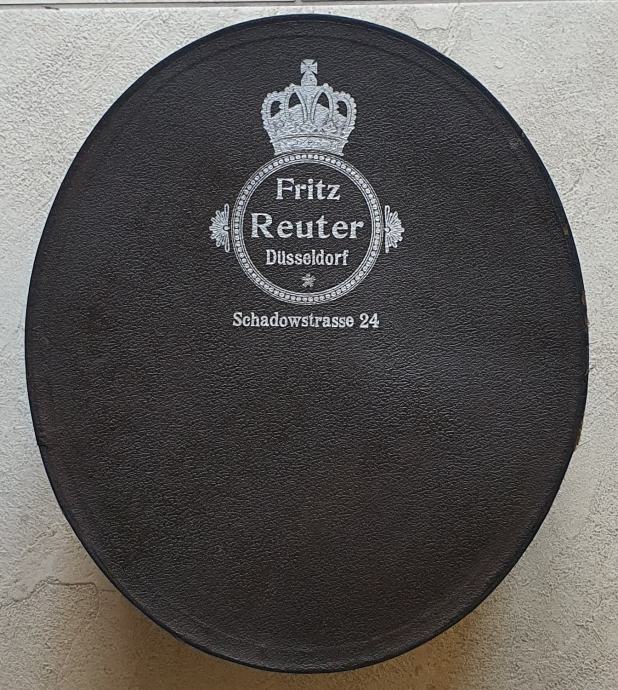 Fritz
Reuter
Düsseldorf
Schadowstrasse 24